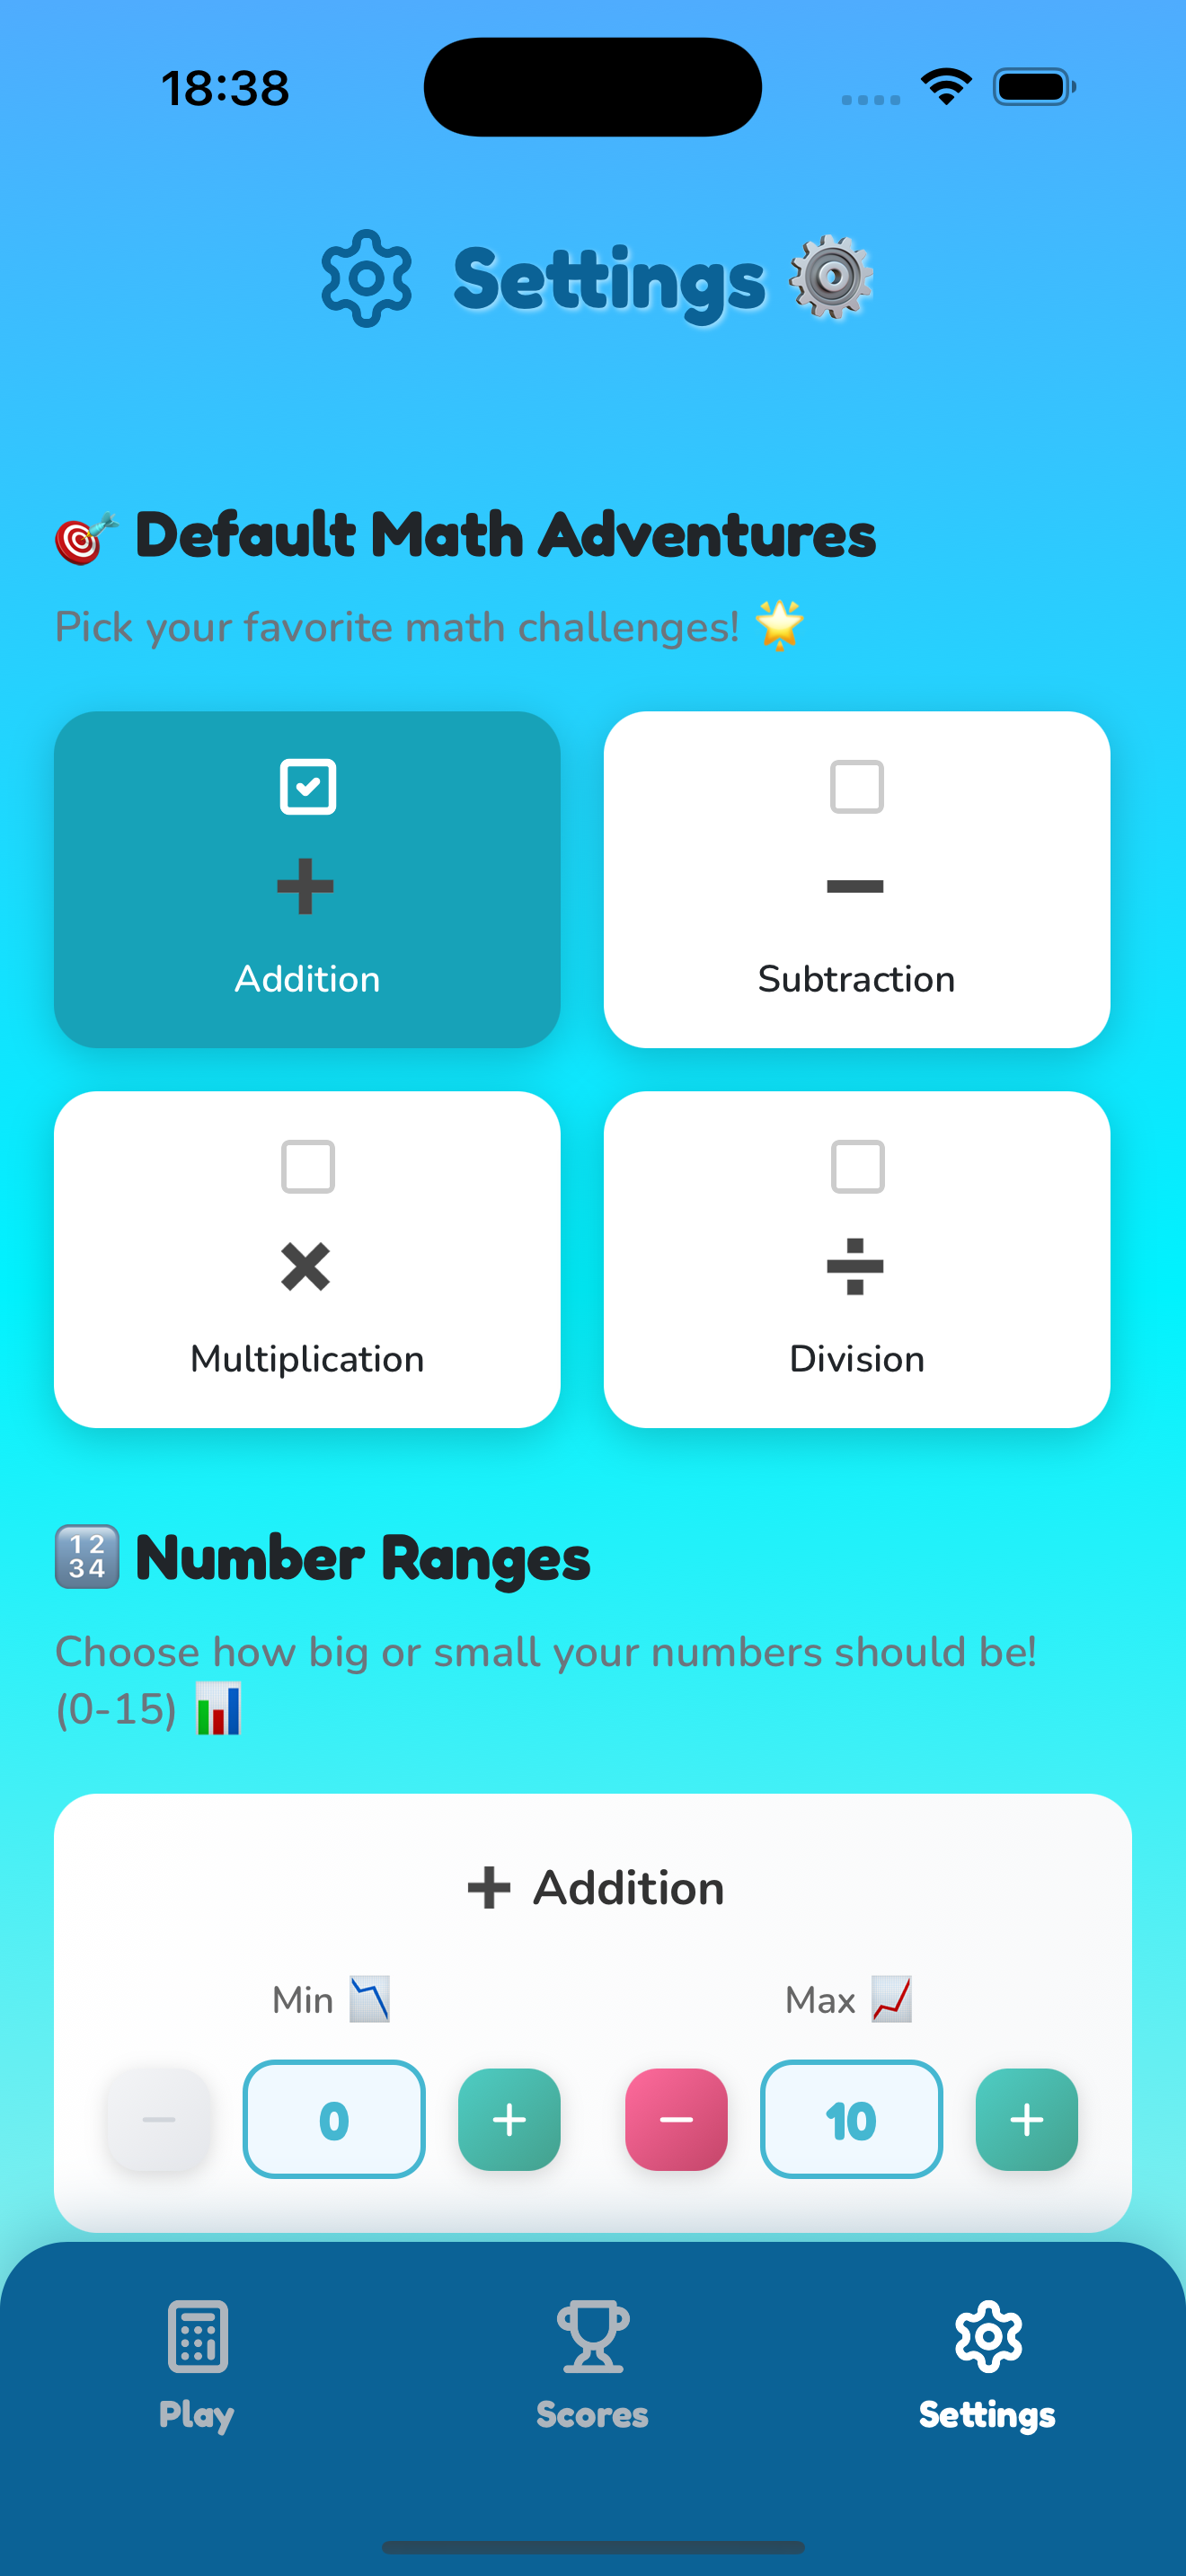 18:38
Settings
Default Math Adventures
Pick your favorite math challenges!
Addition
Subtraction
Multiplication
Division
1234 Number Ranges
Choose how big or small your numbers should be!
(0-15)
+ Addition
Min
Max
0
10
Play
Scores
Settings